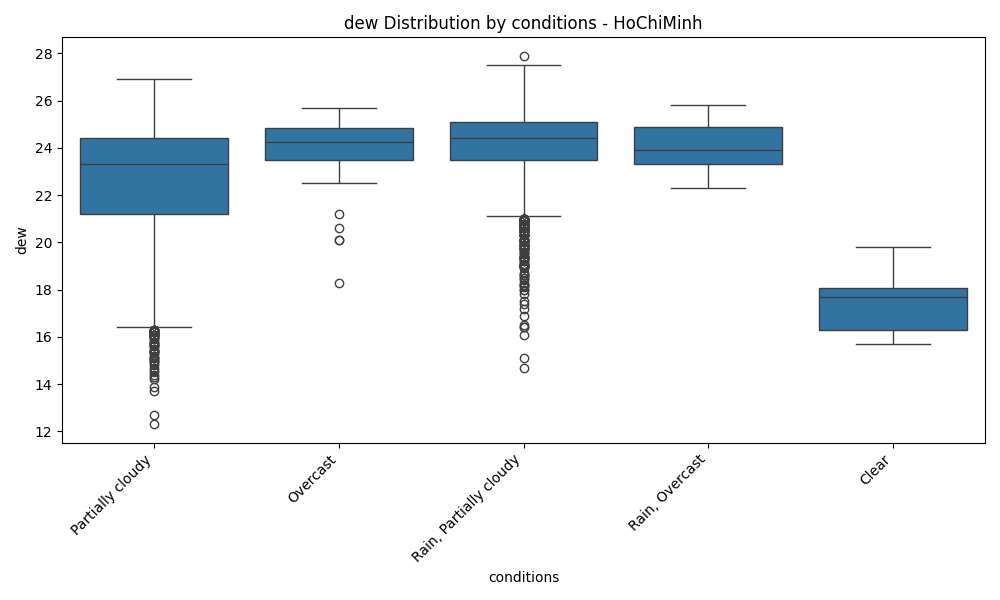 dew Distribution by conditions - HoChiMinh
28
26
24
22
20
18
16
14
12
dew
Partially cloudy
Overcast
Rain, Partially cloudy
Rain, Overcast
Clear
conditions